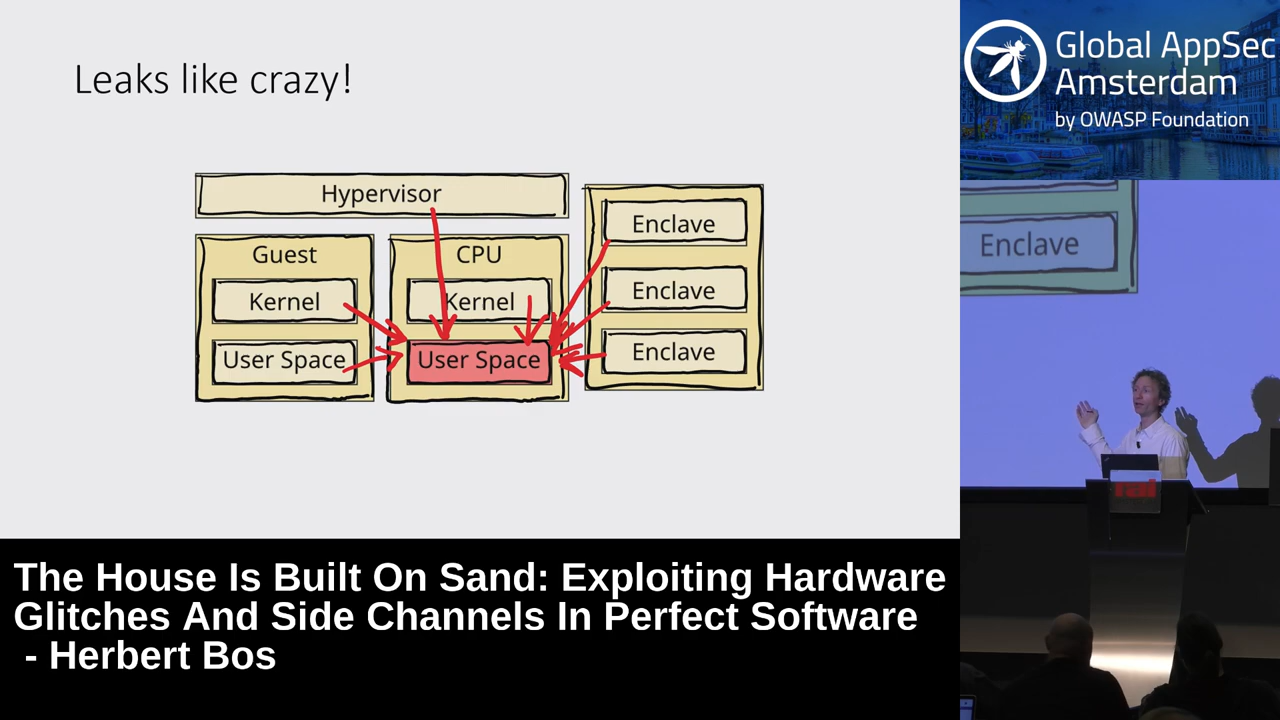 Leaks like crazy!
Hypervisor
Guest
Kernel
User Space
CPU
Kernel
User Space
Enclave
Enclave
Enclave
Global AppSec
Amsterdam
by OWASP Foundation
Enclave
rai
The House Is Built On Sand: Exploiting Hardware
Glitches And Side Channels In Perfect Software
- Herbert Bos